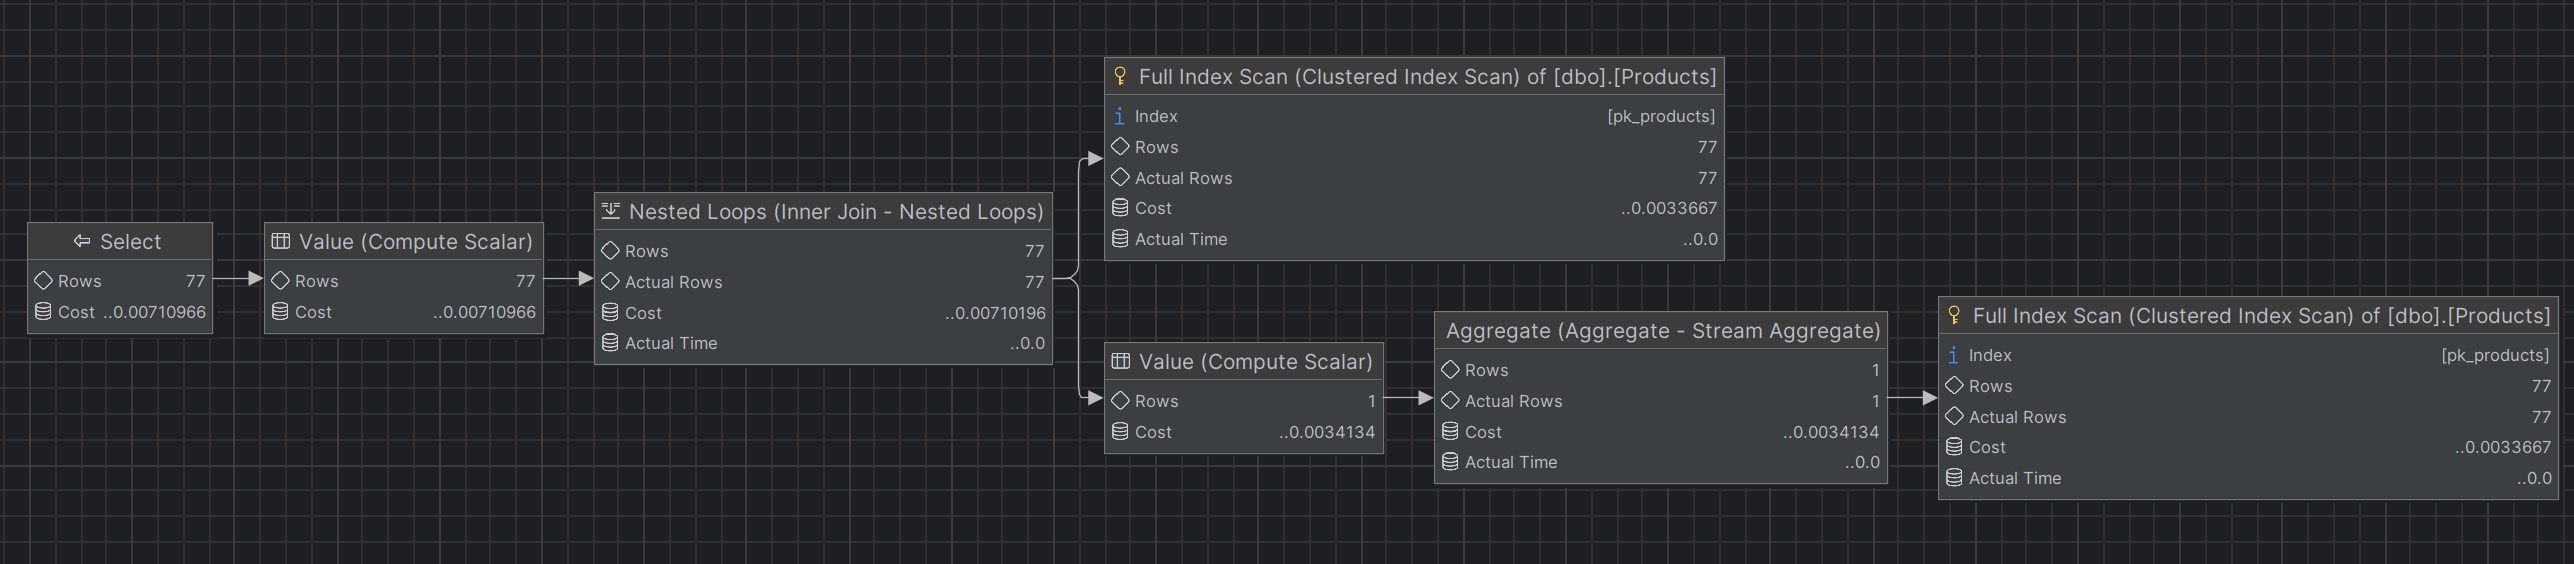 Select
Rows 77
Cost ..0.00710966
Value (Compute Scalar)
Rows 77
Cost ..0.00710966
Nested Loops (Inner Join - Nested Loops)
Rows 77
Actual Rows 77
Cost ..0.00710196
Actual Time ..0.0
Full Index Scan (Clustered Index Scan) of [dbo].[Products]
Index [pk_products]
Rows 77
Actual Rows 77
Cost ..0.0033667
Actual Time ..0.0
Value (Compute Scalar)
Rows 1
Cost ..0.0034134
Aggregate (Aggregate - Stream Aggregate)
Rows 1
Actual Rows 1
Cost ..0.0034134
Actual Time ..0.0
Full Index Scan (Clustered Index Scan) of [dbo].[Products]
Index [pk_products]
Rows 77
Actual Rows 77
Cost ..0.0033667
Actual Time ..0.0